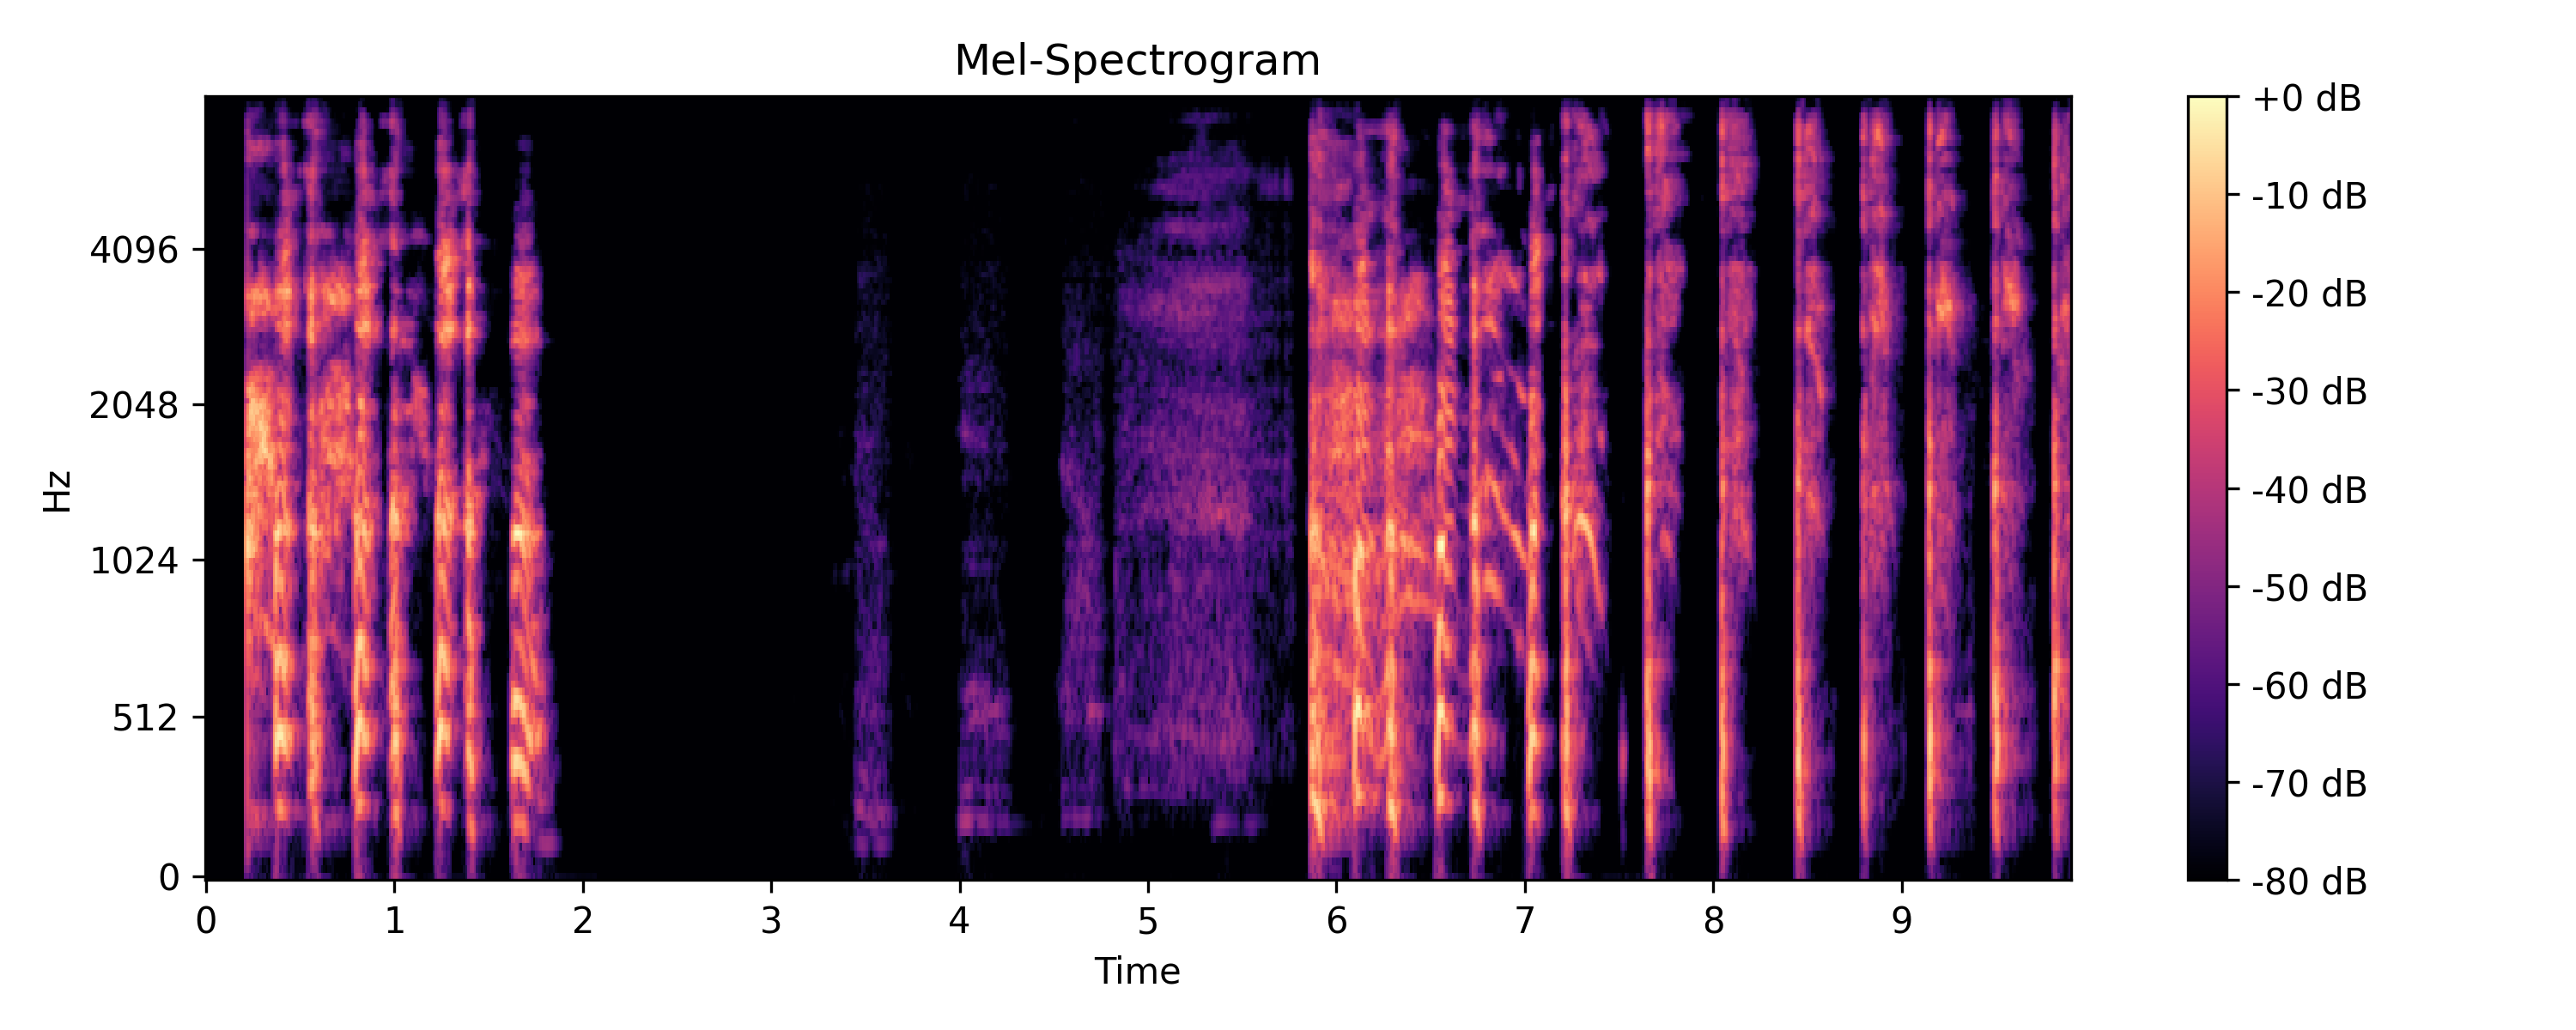 Mel-Spectrogram
+0 dB
-10 dB
-20 dB
-30 dB
-40 dB
-50 dB
-60 dB
-70 dB
-80 dB
Hz
4096
2048
1024
512
0
0 1 2 3 4 5 6 7 8 9
Time